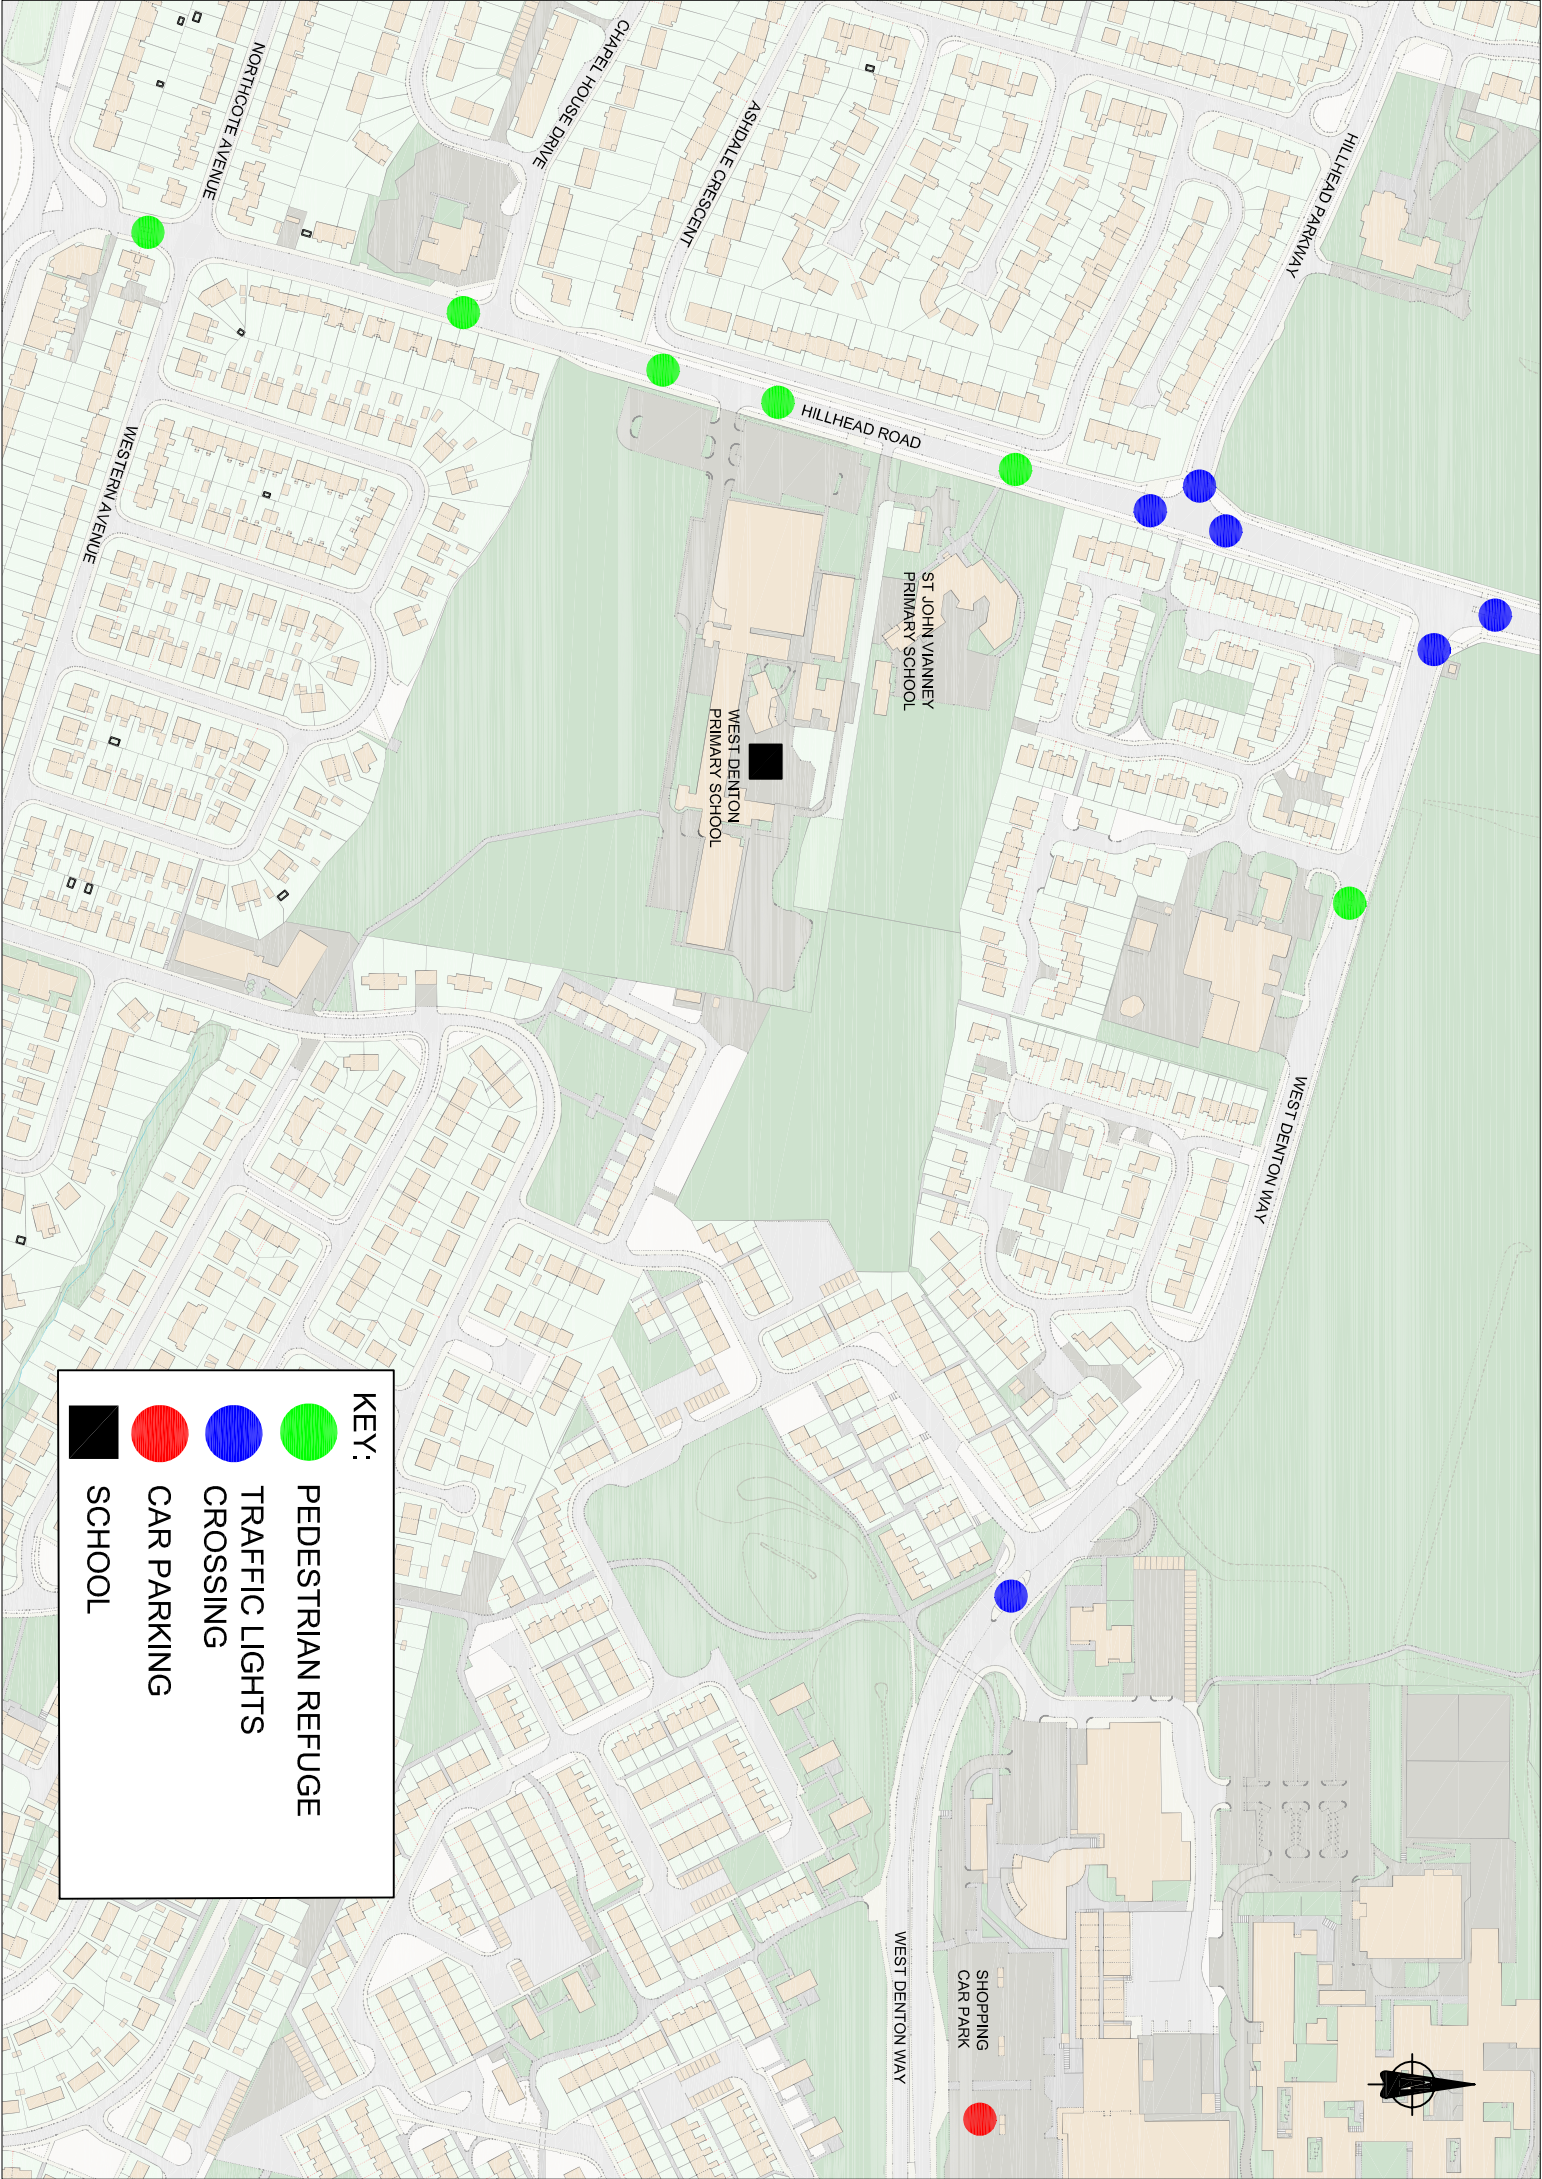 HILLHEAD PARKWAY
CHAPEL HOUSE DRIVE
NORTHCOTE AVENUE
ASHDALE CRESCENT
HILLHEAD ROAD
WESTERN AVENUE
ST JOHN VIANNEY
PRIMARY SCHOOL
WEST DENTON
PRIMARY SCHOOL
WEST DENTON WAY
WEST DENTON WAY
SHOPPING
CAR PARK
KEY:
PEDESTRIAN REFUGE
TRAFFIC LIGHTS
CROSSING
CAR PARKING
SCHOOL